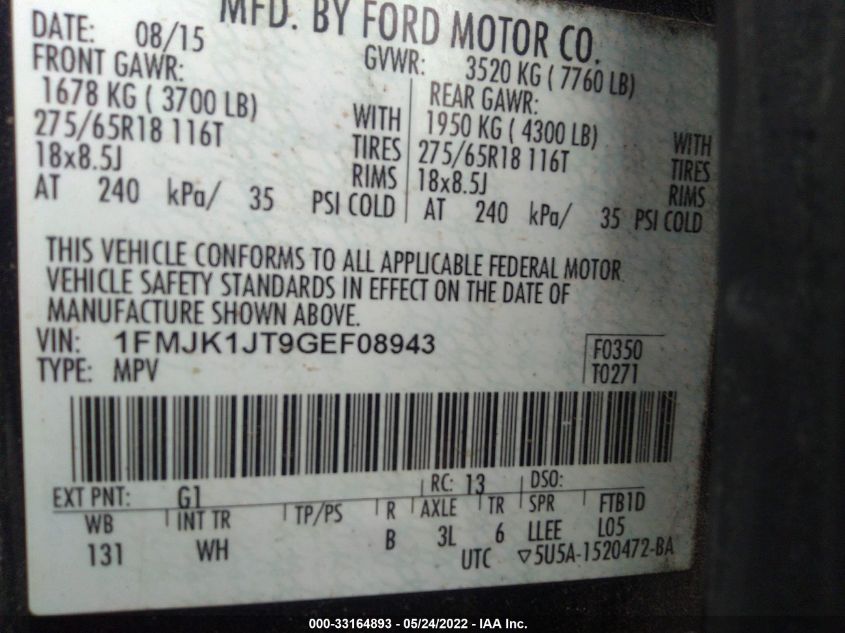 MFD. BY FORD MOTOR CO.
DATE: 08/15 GVWR: 3520 KG ( 7760 LB)
FRONT GAWR: REAR GAWR:
1678 KG ( 3700 LB) WITH 1950 KG ( 4300 LB) WITH
275/65R18 116T TIRES 275/65R18 116T TIRES
18x8.5J RIMS 18x8.5J RIMS
AT 240 kPa/ 35 PSI COLD AT 240 kPa/ 35 PSI COLD
THIS VEHICLE CONFORMS TO ALL APPLICABLE FEDERAL MOTOR
VEHICLE SAFETY STANDARDS IN EFFECT ON THE DATE OF
MANUFACTURE SHOWN ABOVE.
VIN: 1FMJK1JT9GEF08943 F0350
TYPE: MPV T0271
EXT PNT: G1 RC: 13 DSO:
WB INT TR TP/PS R AXLE TR SPR FTB1D
131 WH B 3L 6 LLEE L05
UTC ▽5U5A-1520472-BA
000-33164893 - 05/24/2022 - IAA Inc.